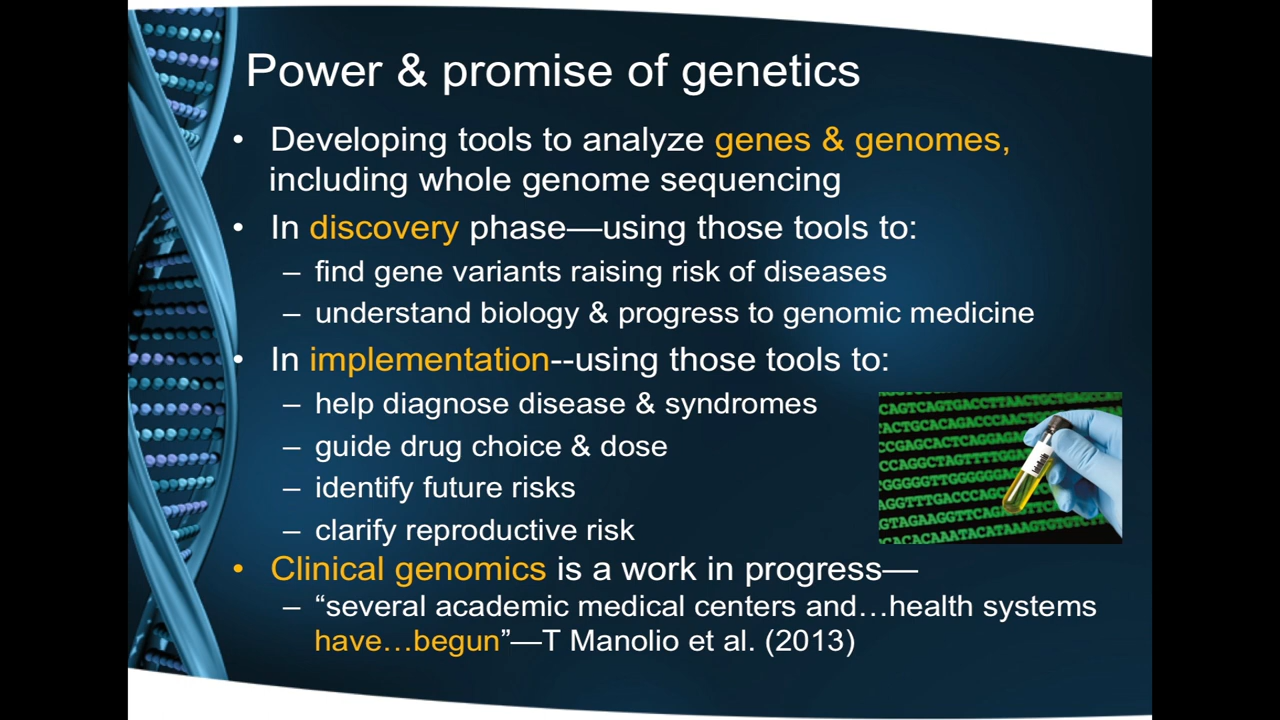 Power & promise of genetics
• Developing tools to analyze genes & genomes,
including whole genome sequencing
• In discovery phase—using those tools to:
– find gene variants raising risk of diseases
– understand biology & progress to genomic medicine
• In implementation--using those tools to:
– help diagnose disease & syndromes
– guide drug choice & dose
– identify future risks
– clarify reproductive risk
• Clinical genomics is a work in progress—
– “several academic medical centers and…health systems
have…begun”—T Manolio et al. (2013)